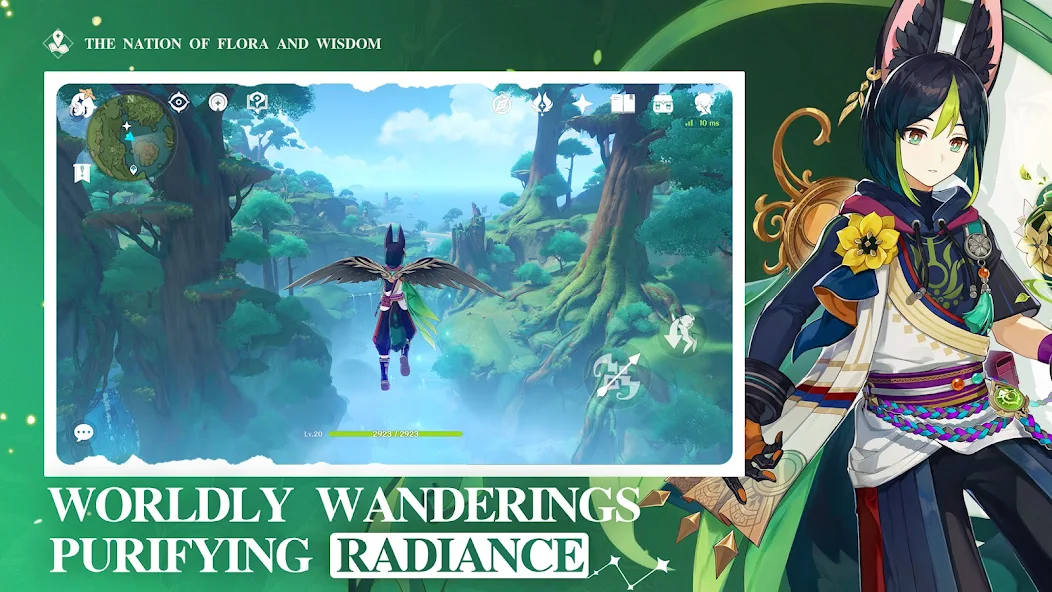 THE NATION OF FLORA AND WISDOM
N
10 ms
Lv.20 2923 / 2923
WORLDLY WANDERINGS
PURIFYING RADIANCE